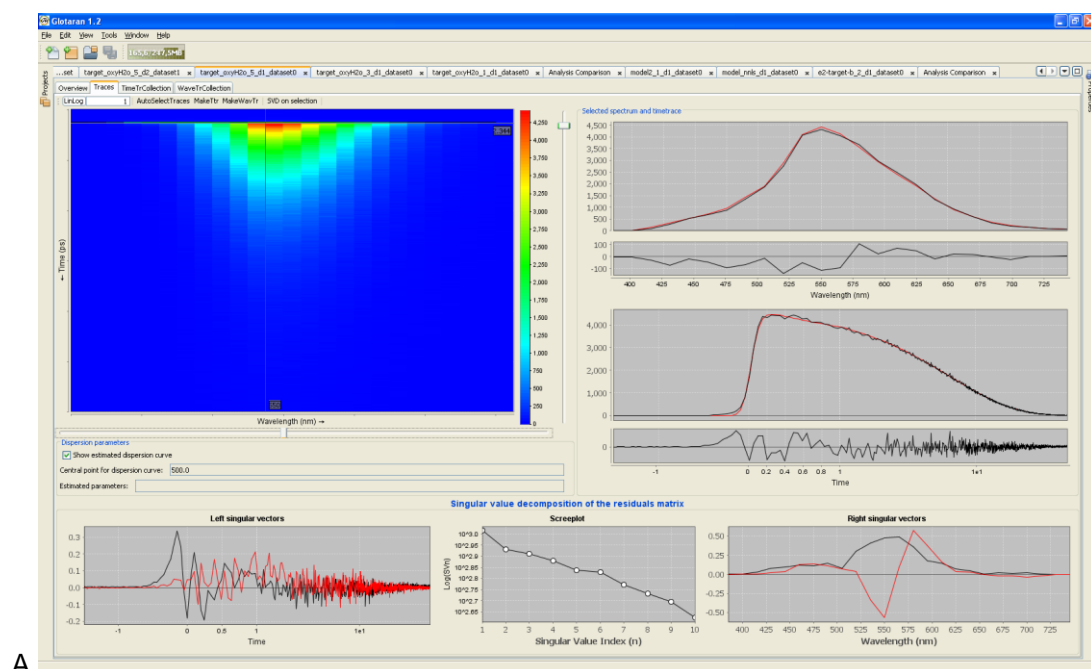 Glotaran 1.2
File Edit View Tools Window Help
Projects
...set target_oxyH2o_5_d2_dataset1 target_oxyH2o_5_d1_dataset0 target_oxyH2o_3_d1_dataset0 target_oxyH2o_1_d1_dataset0 Analysis Comparison model2_1_d1_dataset0 model_nnls_d1_dataset0 e2-target-b_2_d1_dataset0 Analysis Comparison
Overview Traces TimeTrCollection WaveTrCollection
LinLog 1 AutoSelectTraces MakeTtr MakeWavTr SVD on selection
← Time (ps)
Wavelength (nm) →
4,250
4,000
3,750
3,500
3,250
3,000
2,750
2,500
2,250
2,000
1,750
1,500
1,250
1,000
750
500
250
0
Selected spectrum and timetrace
4,500
4,000
3,500
3,000
2,500
2,000
1,500
1,000
500
0
100
0
-100
400 425 450 475 500 525 550 575 600 625 650 675 700 725
Wavelength (nm)
4,000
3,000
2,000
1,000
0
0
-1 0 0.2 0.4 0.6 0.8 1 1e1
Time
Dispersion parameters
Show estimated dispersion curve
Central point for dispersion curve: 500.0
Estimated parameters:
Singular value decomposition of the residuals matrix
Left singular vectors
0.3
0.2
0.1
0.0
-0.1
-0.2
-1 0 0.5 1 1e1
Time
Screeplot
Log(SVn)
10^3.0
10^2.95
10^2.9
10^2.85
10^2.8
10^2.75
10^2.7
10^2.65
1 2 3 4 5 6 7 8 9 10
Singular Value Index (n)
Right singular vectors
0.50
0.25
0.00
-0.25
-0.50
400 425 450 475 500 525 550 575 600 625 650 675 700 725
Wavelength (nm)
A